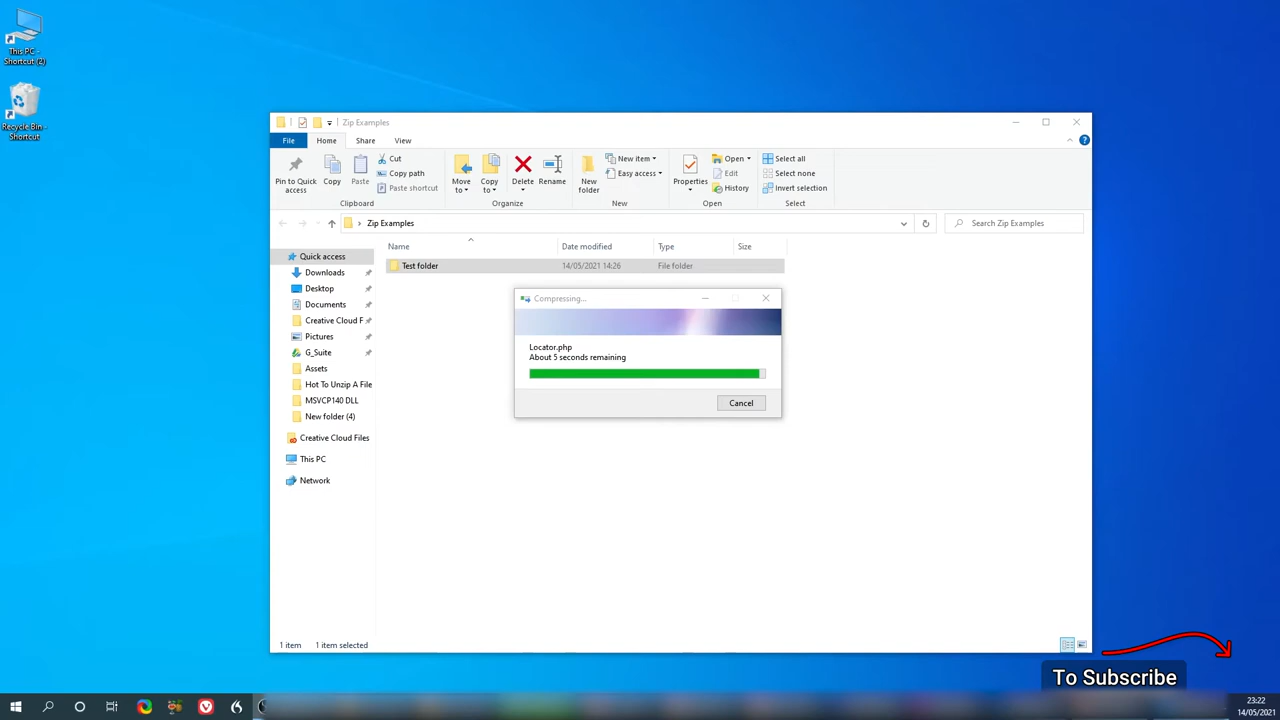 This PC -
Shortcut (2)
Recycle Bin -
Shortcut
Zip Examples
File Home Share View
Pin to Quick
access
Copy
Paste
Cut
Copy path
Paste shortcut
Clipboard
Move
to
Copy
to
Delete
Rename
Organize
New
folder
New item
Easy access
New
Properties
Open
Edit
History
Open
Select all
Select none
Invert selection
Select
Zip Examples
Search Zip Examples
Quick access
Downloads
Desktop
Documents
Creative Cloud F
Pictures
G_Suite
Assets
Hot To Unzip A File
MSVCP140 DLL
New folder (4)
Creative Cloud Files
This PC
Network
Name Date modified Type Size
Test folder 14/05/2021 14:26 File folder
Compressing...
Locator.php
About 5 seconds remaining
Cancel
1 item 1 item selected
To Subscribe
23:22
14/05/2021